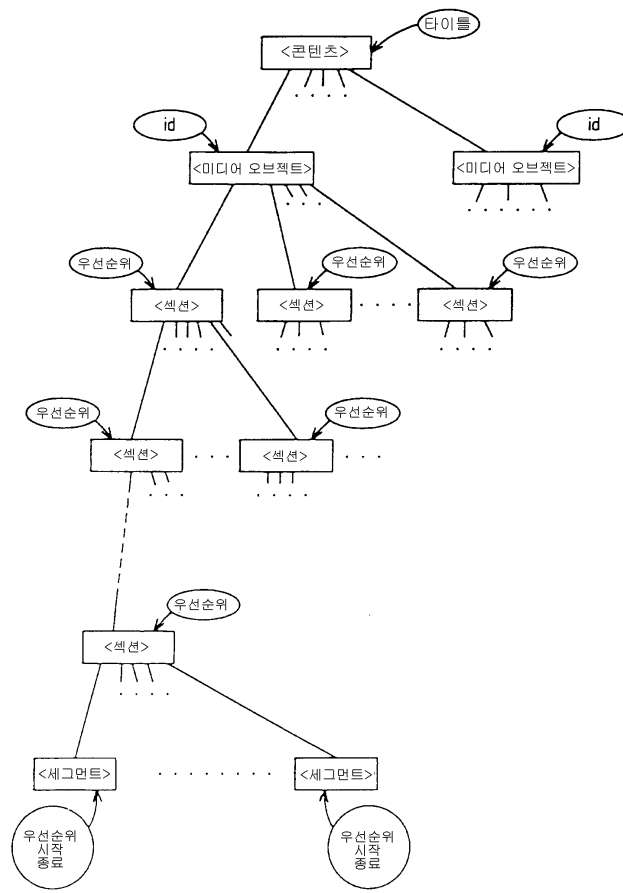 타이틀
<콘텐츠>
id
id
<미디어 오브젝트>
<미디어 오브젝트>
우선순위
우선순위
우선순위
<섹션>
<섹션>
<섹션>
우선순위
우선순위
<섹션>
<섹션>
우선순위
<섹션>
<세그먼트>
<세그먼트>
우선순위
시작
종료
우선순위
시작
종료